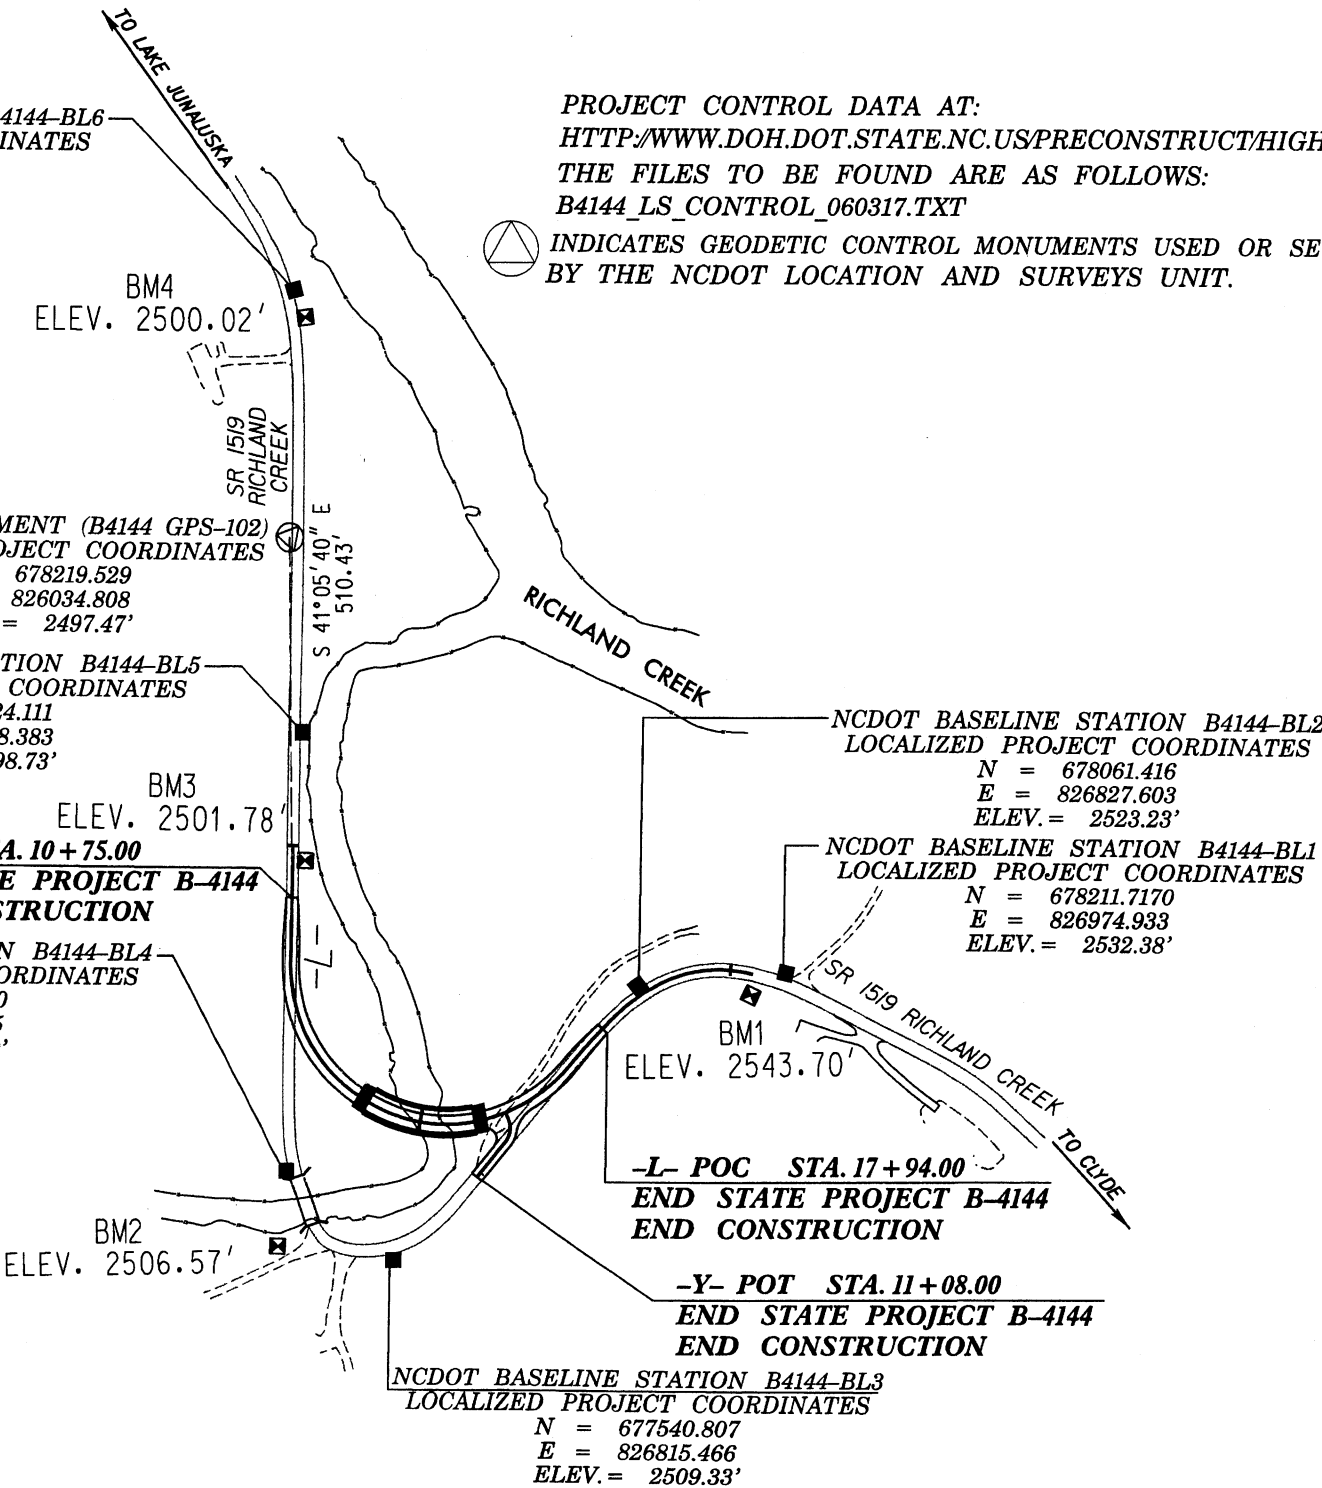 TO LAKE JUNALUSKA
4144–BL6
INATES
PROJECT CONTROL DATA AT:
HTTP://WWW.DOH.DOT.STATE.NC.US/PRECONSTRUCT/HIGH
THE FILES TO BE FOUND ARE AS FOLLOWS:
B4144_LS_CONTROL_060317.TXT
INDICATES GEODETIC CONTROL MONUMENTS USED OR SE
BY THE NCDOT LOCATION AND SURVEYS UNIT.
BM4
ELEV. 2500.02'
SR 1519
RICHLAND
CREEK
MENT (B4144 GPS–102)
OJECT COORDINATES
678219.529
826034.808
= 2497.47'
S 41°05'40" E
510.43'
RICHLAND CREEK
TION B4144–BL5
COORDINATES
24.111
8.383
98.73'
BM3
ELEV. 2501.78'
A. 10+75.00
E PROJECT B–4144
STRUCTION
–L–
N B4144–BL4
ORDINATES
0
NCDOT BASELINE STATION B4144–BL2
LOCALIZED PROJECT COORDINATES
N = 678061.416
E = 826827.603
ELEV. = 2523.23'
NCDOT BASELINE STATION B4144–BL1
LOCALIZED PROJECT COORDINATES
N = 678211.7170
E = 826974.933
ELEV. = 2532.38'
SR 1519 RICHLAND CREEK
BM1
ELEV. 2543.70'
TO CLYDE
–L– POC STA. 17+94.00
END STATE PROJECT B–4144
END CONSTRUCTION
BM2
ELEV. 2506.57'
–Y– POT STA. 11+08.00
END STATE PROJECT B–4144
END CONSTRUCTION
NCDOT BASELINE STATION B4144–BL3
LOCALIZED PROJECT COORDINATES
N = 677540.807
E = 826815.466
ELEV. = 2509.33'